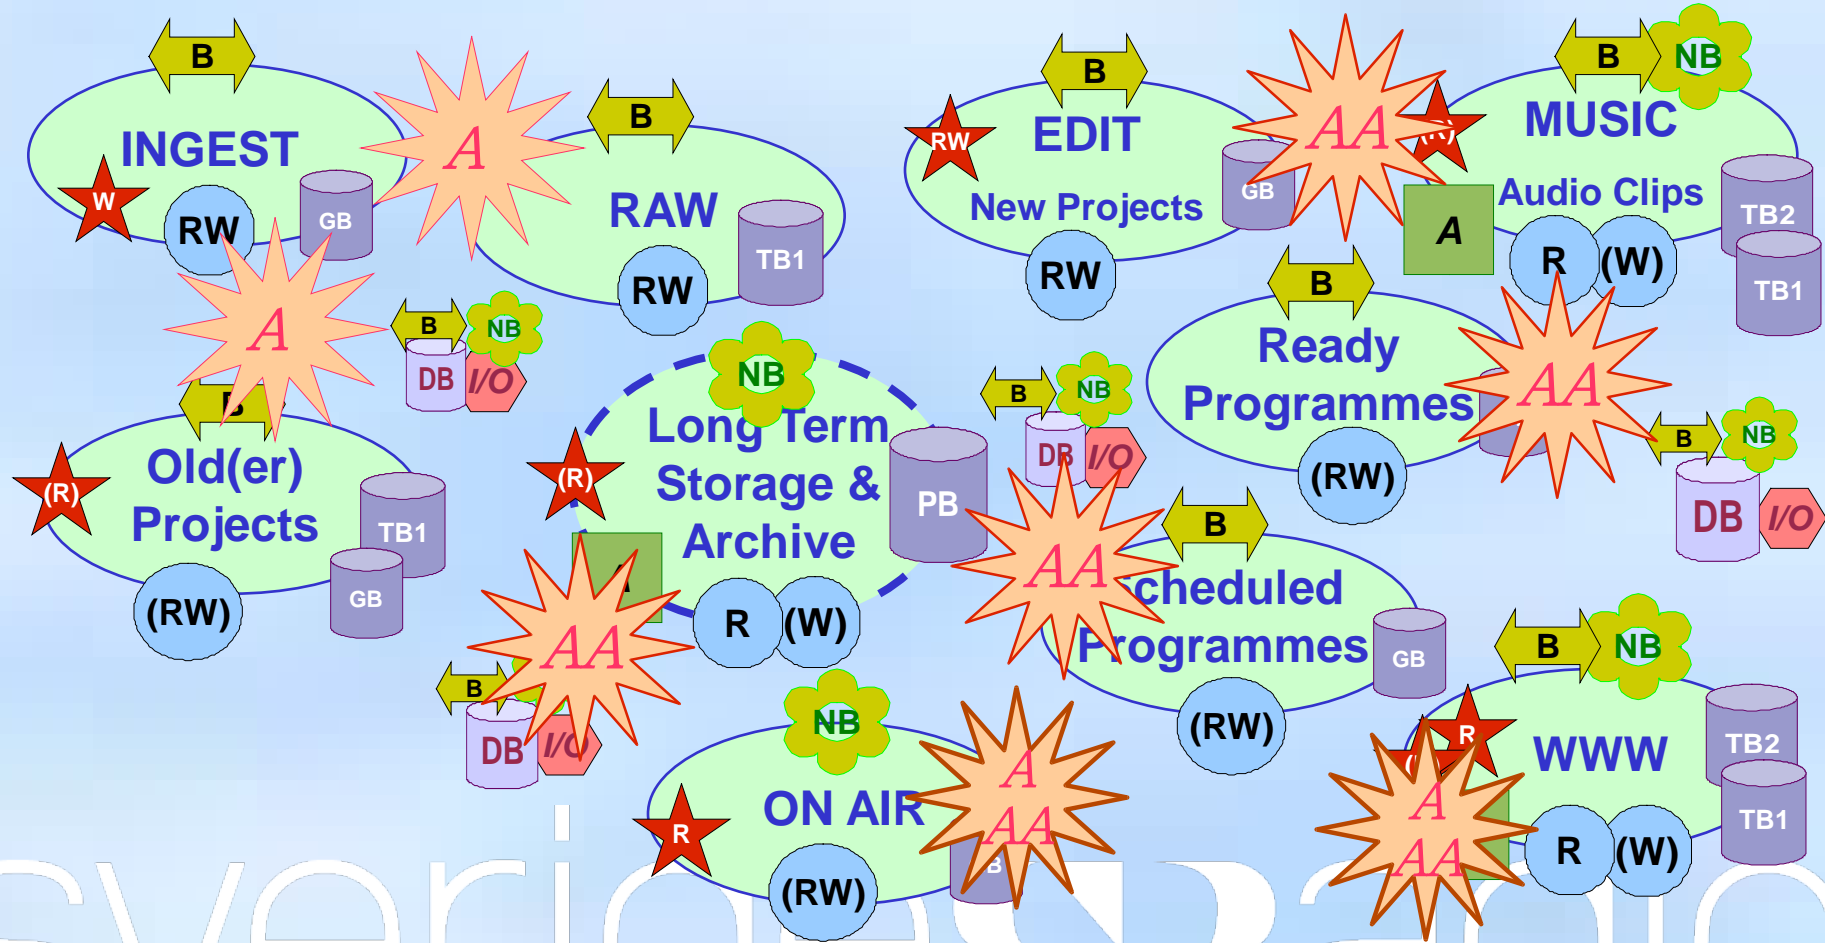 B
INGEST
W
RW
GB
A
B
RAW
TB1
RW
B
RW
EDIT
New Projects
GB
RW
AA
B
NB
(R)
MUSIC
Audio Clips
A
R
(W)
TB2
TB1
A
B
NB
DB
I/O
B
Old(er)
Projects
(R)
TB1
GB
(RW)
NB
Long Term
Storage &
Archive
(R)
PB
R
(W)
AA
B
DB
I/O
B
NB
DB
I/O
AA
B
Ready
Programmes
(RW)
AA
B
NB
DB
I/O
B
Scheduled
Programmes
GB
(RW)
NB
ON AIR
R
(RW)
A
AA
B
NB
WWW
R
TB2
TB1
A
AA
R
(W)